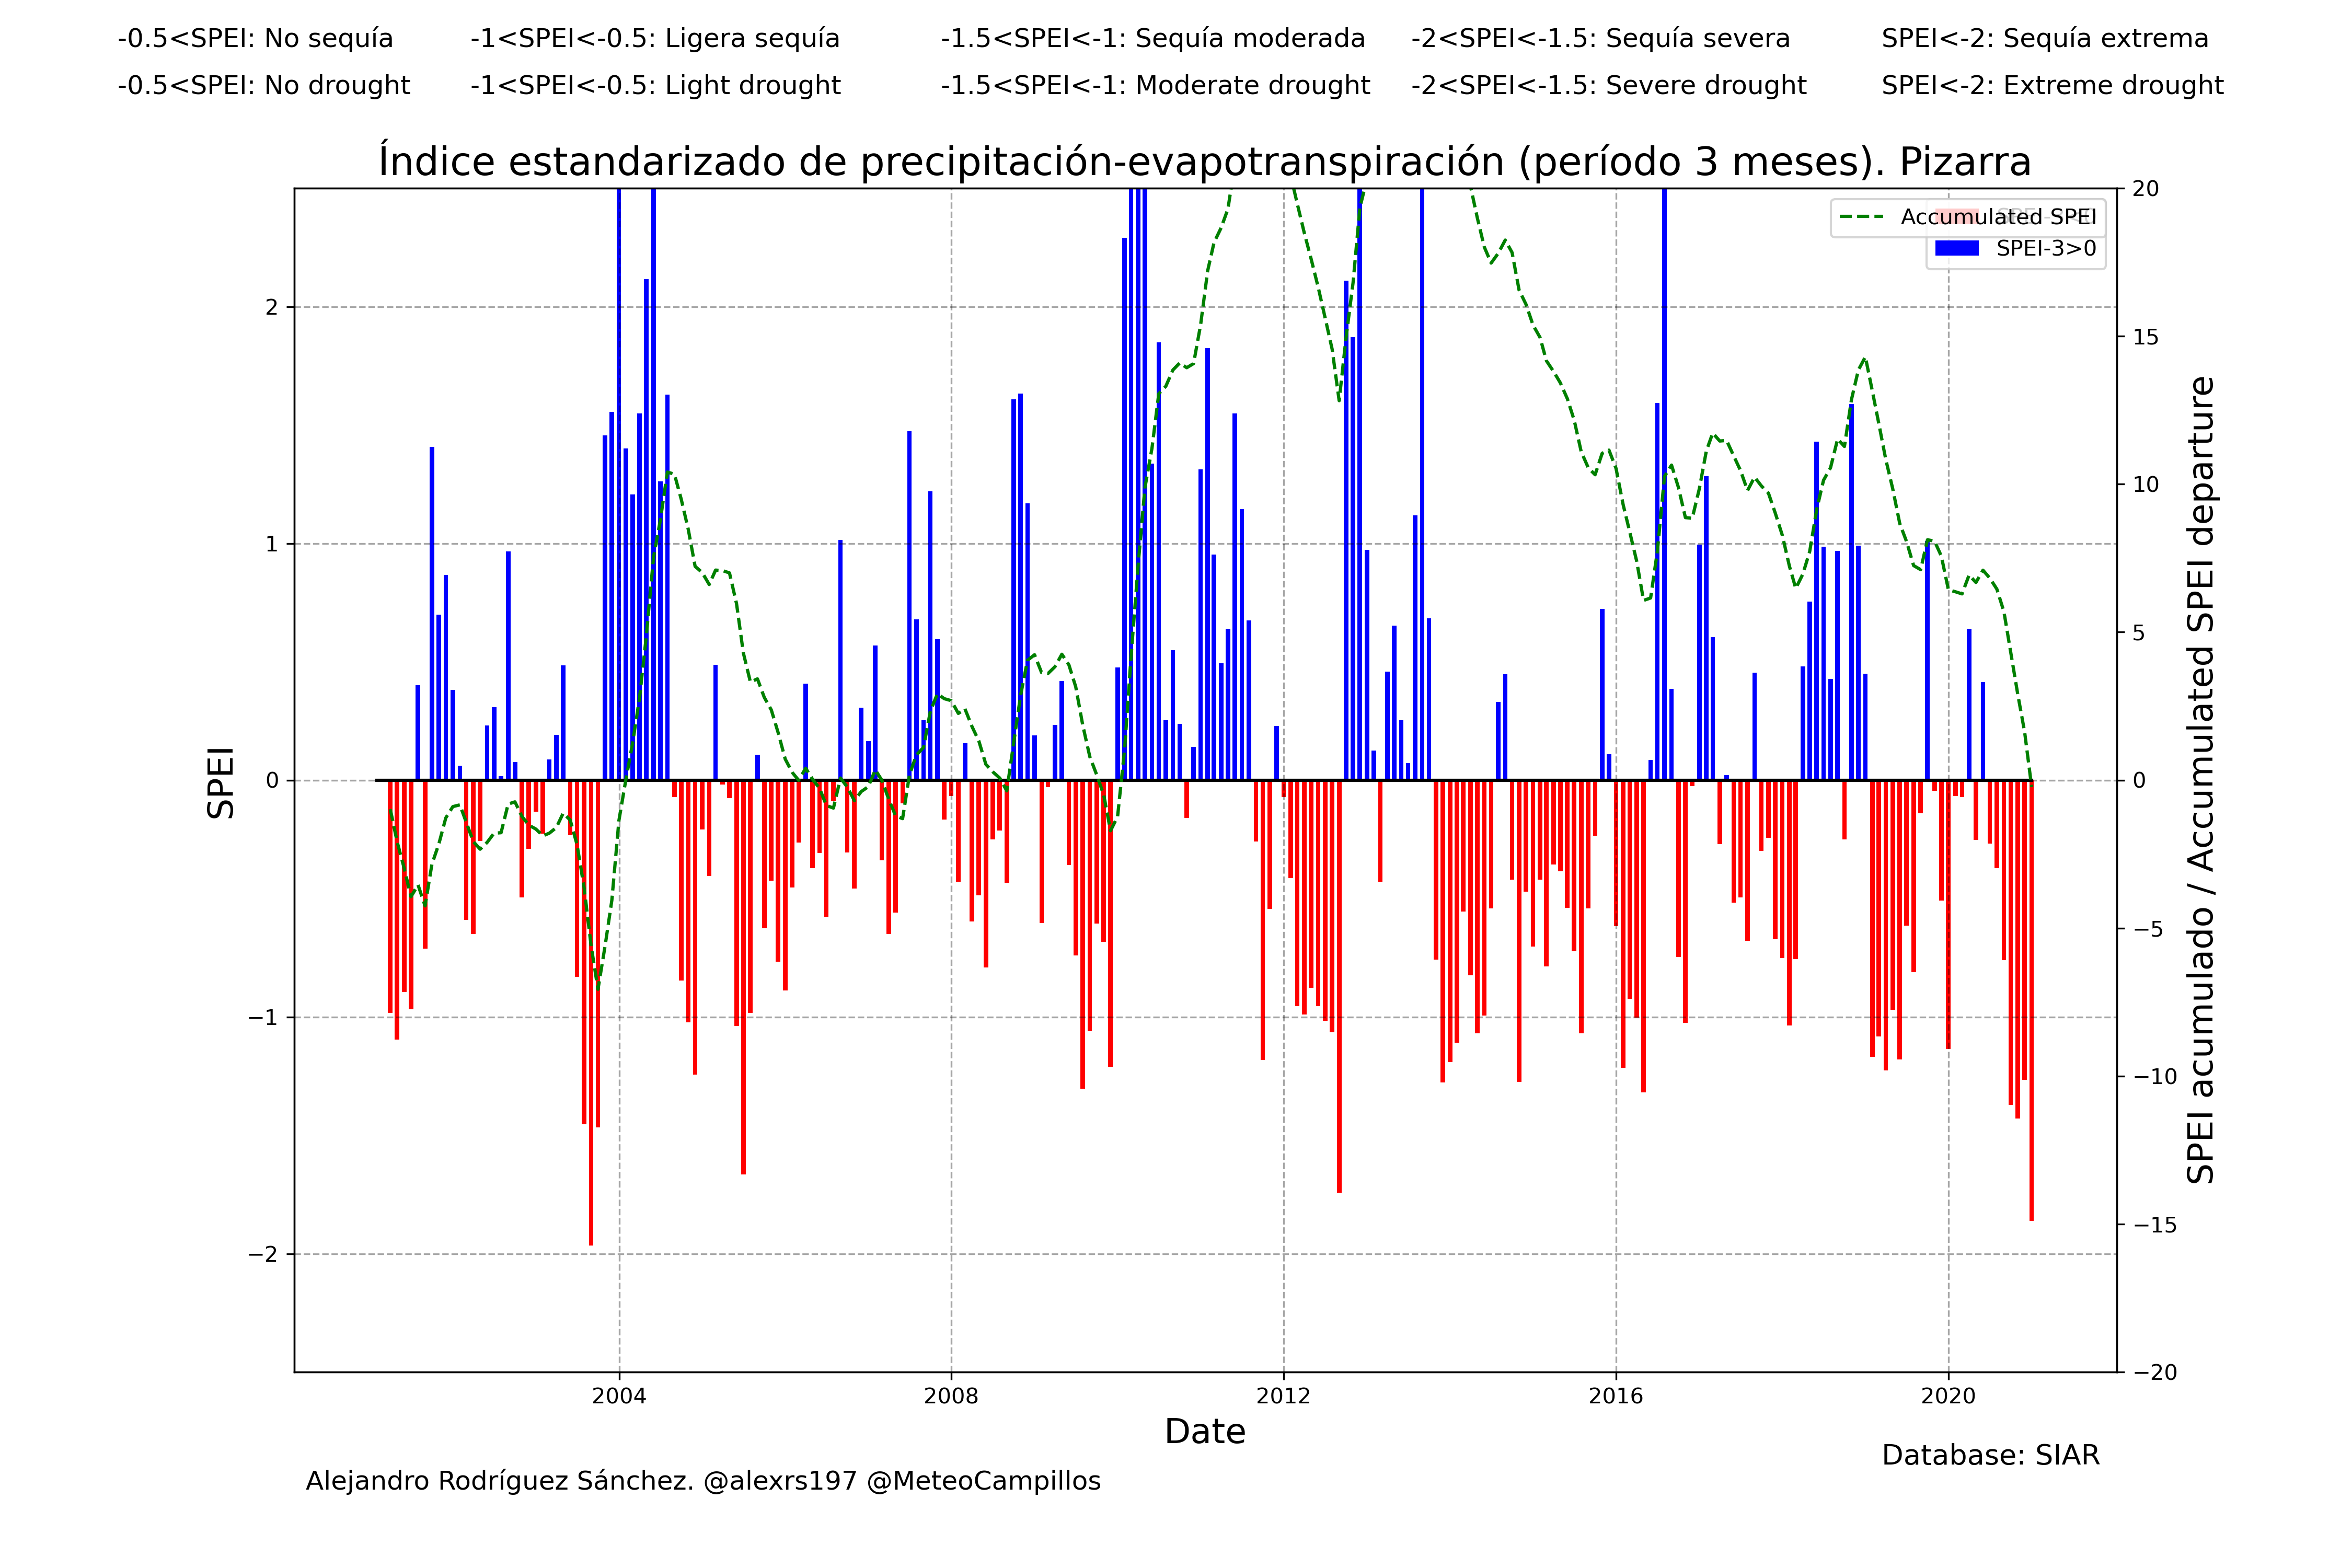 -0.5<SPEI: No sequía -1<SPEI<-0.5: Ligera sequía -1.5<SPEI<-1: Sequía moderada -2<SPEI<-1.5: Sequía severa SPEI<-2: Sequía extrema
-0.5<SPEI: No drought -1<SPEI<-0.5: Light drought -1.5<SPEI<-1: Moderate drought -2<SPEI<-1.5: Severe drought SPEI<-2: Extreme drought
Índice estandarizado de precipitación-evapotranspiración (período 3 meses). Pizarra
Accumulated SPEI
SPEI-3>0
SPEI
2
1
0
−1
−2
20
15
10
5
0
−5
−10
−15
−20
SPEI acumulado / Accumulated SPEI departure
2004 2008 2012 2016 2020
Date
Database: SIAR
Alejandro Rodríguez Sánchez. @alexrs197 @MeteoCampillos